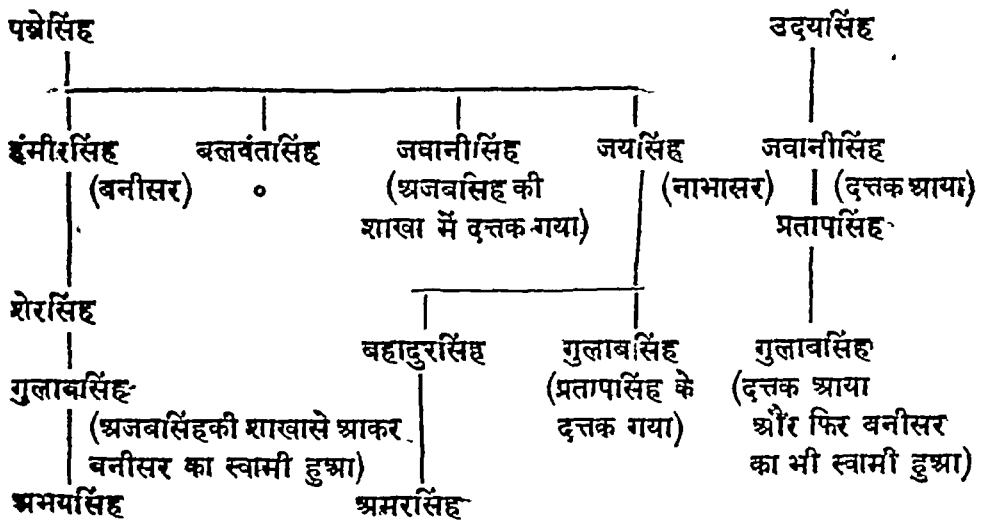 पन्नेसिंह उदयसिंह
हंमीरसिंह बलवंतसिंह जवानीसिंह जयसिंह जवानीसिंह
(बनीसर) ० (अजबसिंह की (नाभासर) (दत्तक आया)
शाखा में दत्तक गया) प्रतापसिंह
शेरसिंह
बहादुरसिंह गुलाबसिंह गुलाबसिंह
गुलाबसिंह (प्रतापसिंह के (दत्तक आया
(अजबसिंहकी शाखासे आकर दत्तक गया) और फिर बनीसर
बनीसर का स्वामी हुआ) का भी स्वामी हुआ)
अभयसिंह अमरसिंह